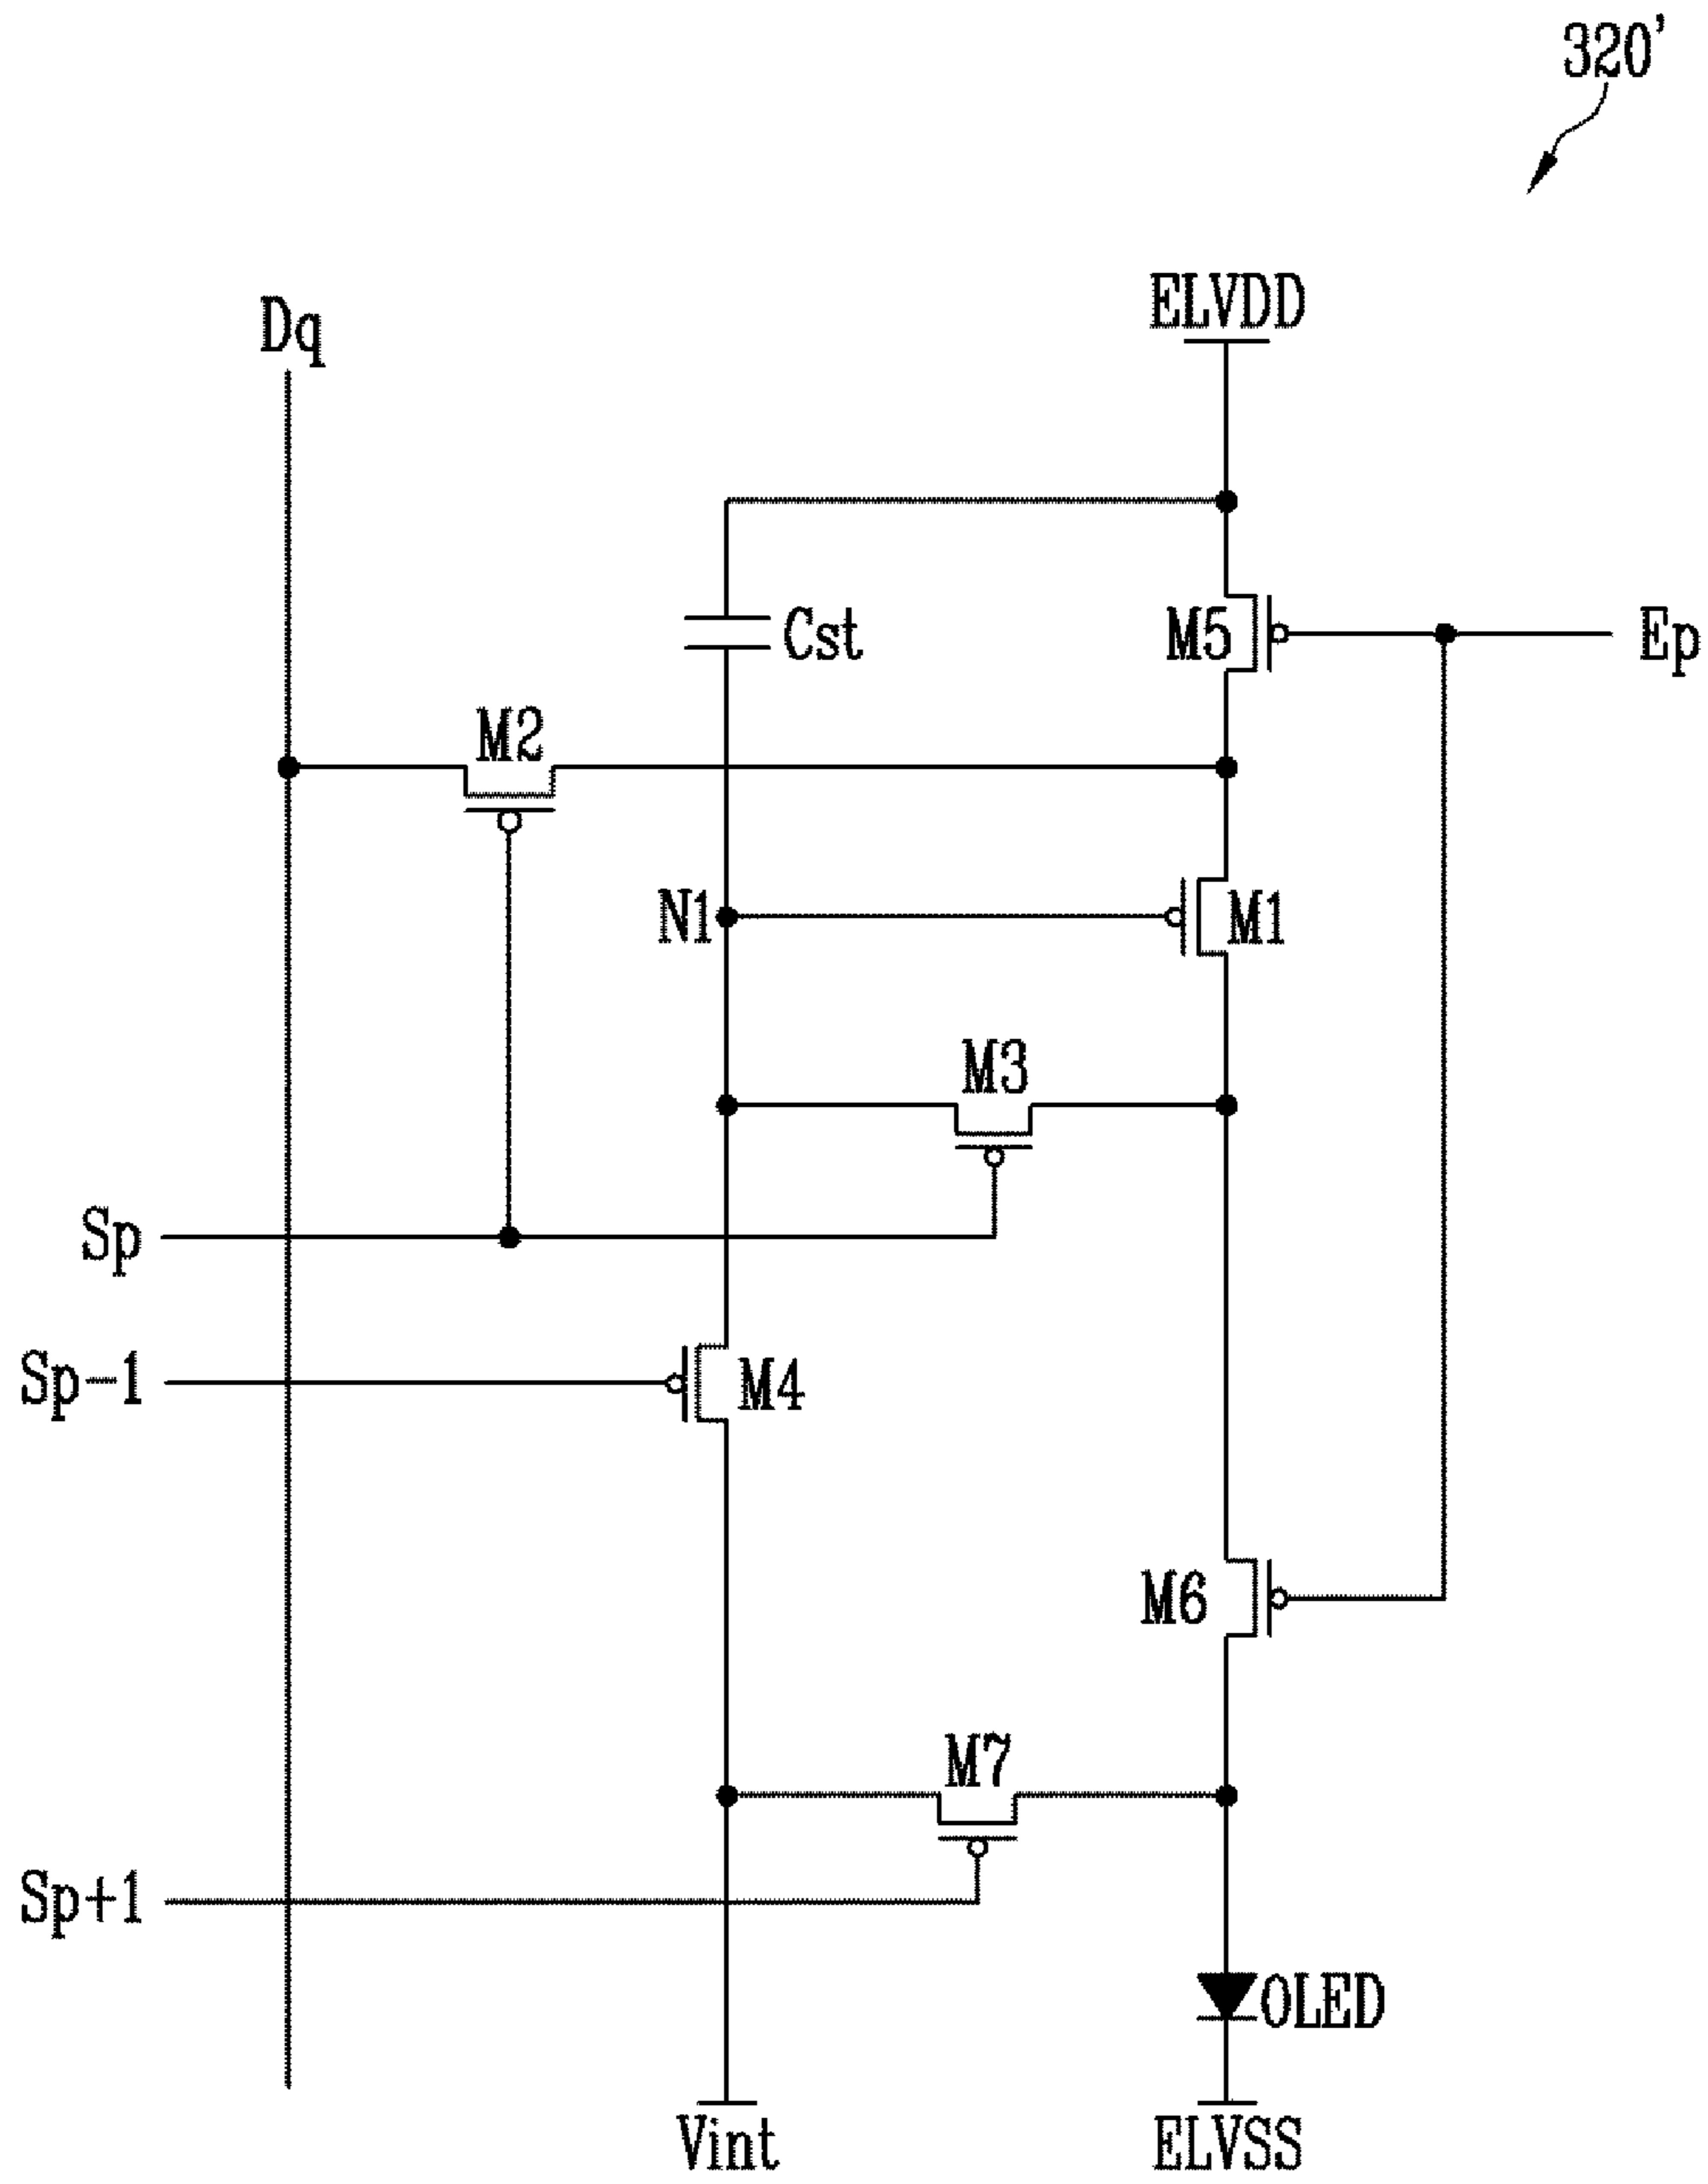 320'
Dq
ELVDD
Cst
M5
Ep
M2
N1
M1
M3
Sp
Sp-1
M4
M6
M7
Sp+1
OLED
Vint
ELVSS